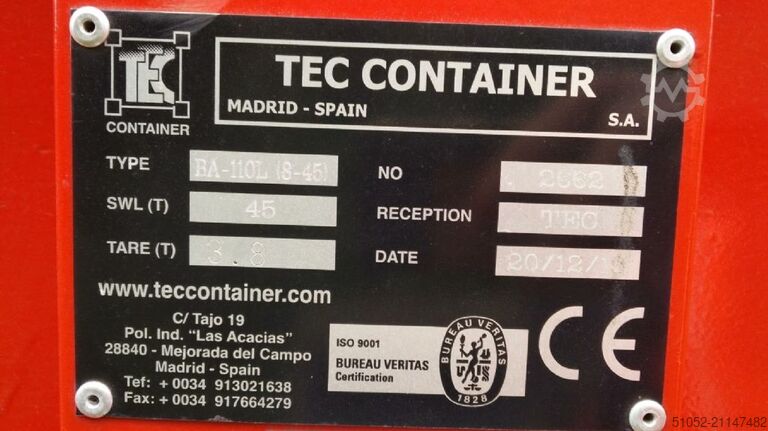 TEC
CONTAINER
TEC CONTAINER
MADRID - SPAIN
S.A.
TYPE BA-110L (8-45)
NO 2662
SWL (T) 45
RECEPTION TEC
TARE (T) 3.8
DATE
www.teccontainer.com
C/ Tajo 19
Pol. Ind. "Las Acacias"
28840 - Mejorada del Campo
Madrid - Spain
Tef: + 0034 913021638
Fax: + 0034 917664279
ISO 9001
BUREAU VERITAS
Certification
BUREAU VERITAS
1828
CE
51052-21147482